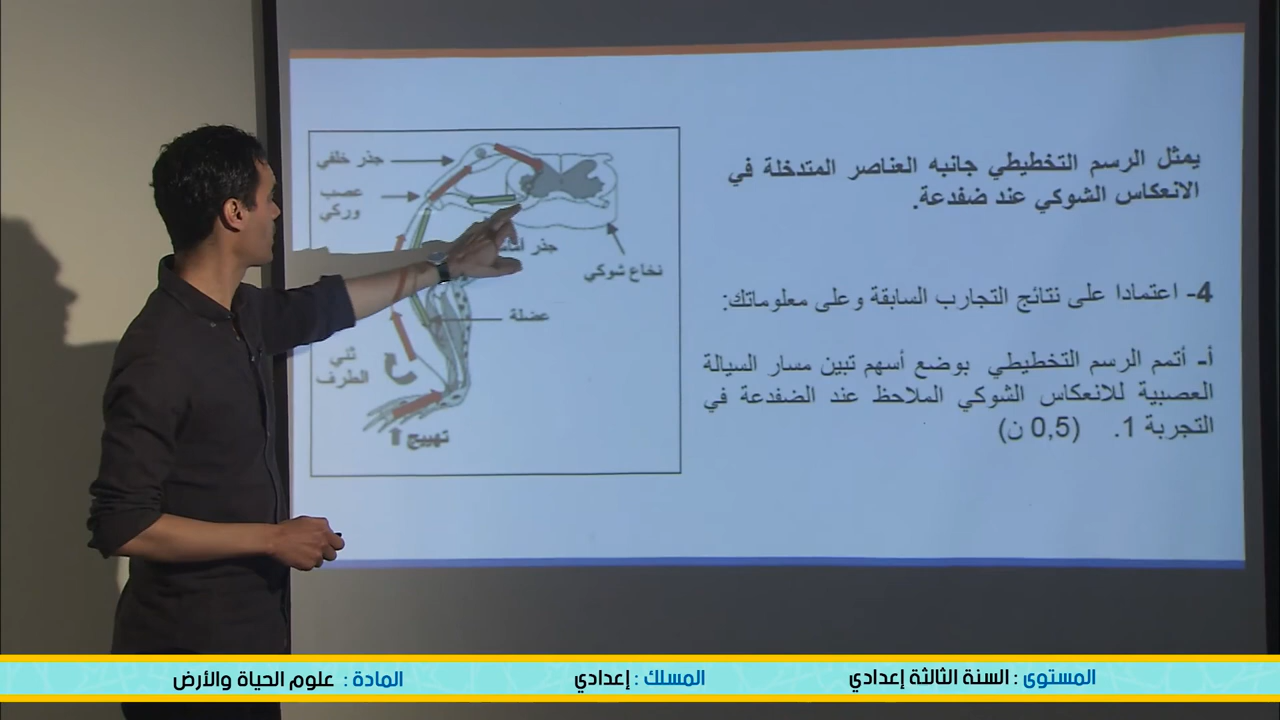 يمثل الرسم التخطيطي جانبه العناصر المتدخلة في
الانعكاس الشوكي عند ضفدعة.
4- اعتمادا على نتائج التجارب السابقة وعلى معلوماتك:
أ- أتمم الرسم التخطيطي بوضع أسهم تبين مسار السيالة
العصبية للانعكاس الشوكي الملاحظ عند الضفدعة في
التجربة 1. (0,5 ن)
جذر خلفي
عصب
وركي
جذر
نخاع شوكي
عضلة
ثني
الطرف
تهييج
المستوى : السنة الثالثة إعدادي
المسلك : إعدادي
المادة : علوم الحياة والأرض